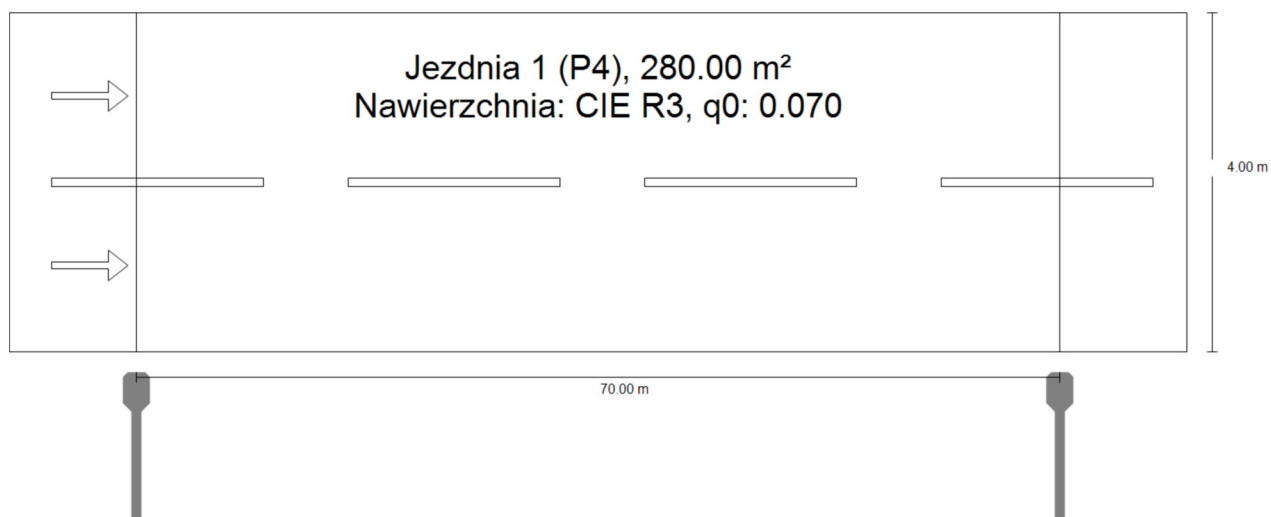 Jezdnia 1 (P4), 280.00 m²
Nawierzchnia: CIE R3, q0: 0.070
4.00 m
70.00 m